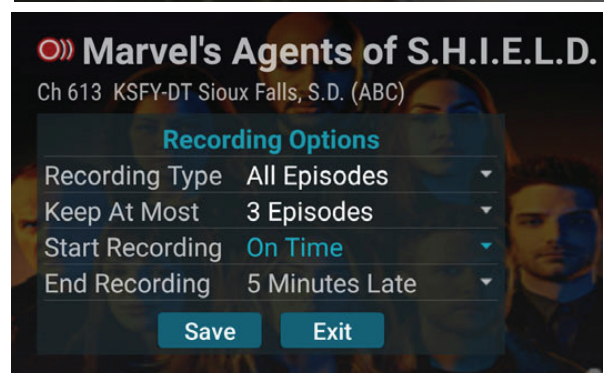 Marvel's Agents of S.H.I.E.L.D.
Ch 613 KSFY-DT Sioux Falls, S.D. (ABC)
Recording Options
Recording Type All Episodes
Keep At Most 3 Episodes
Start Recording On Time
End Recording 5 Minutes Late
Save Exit